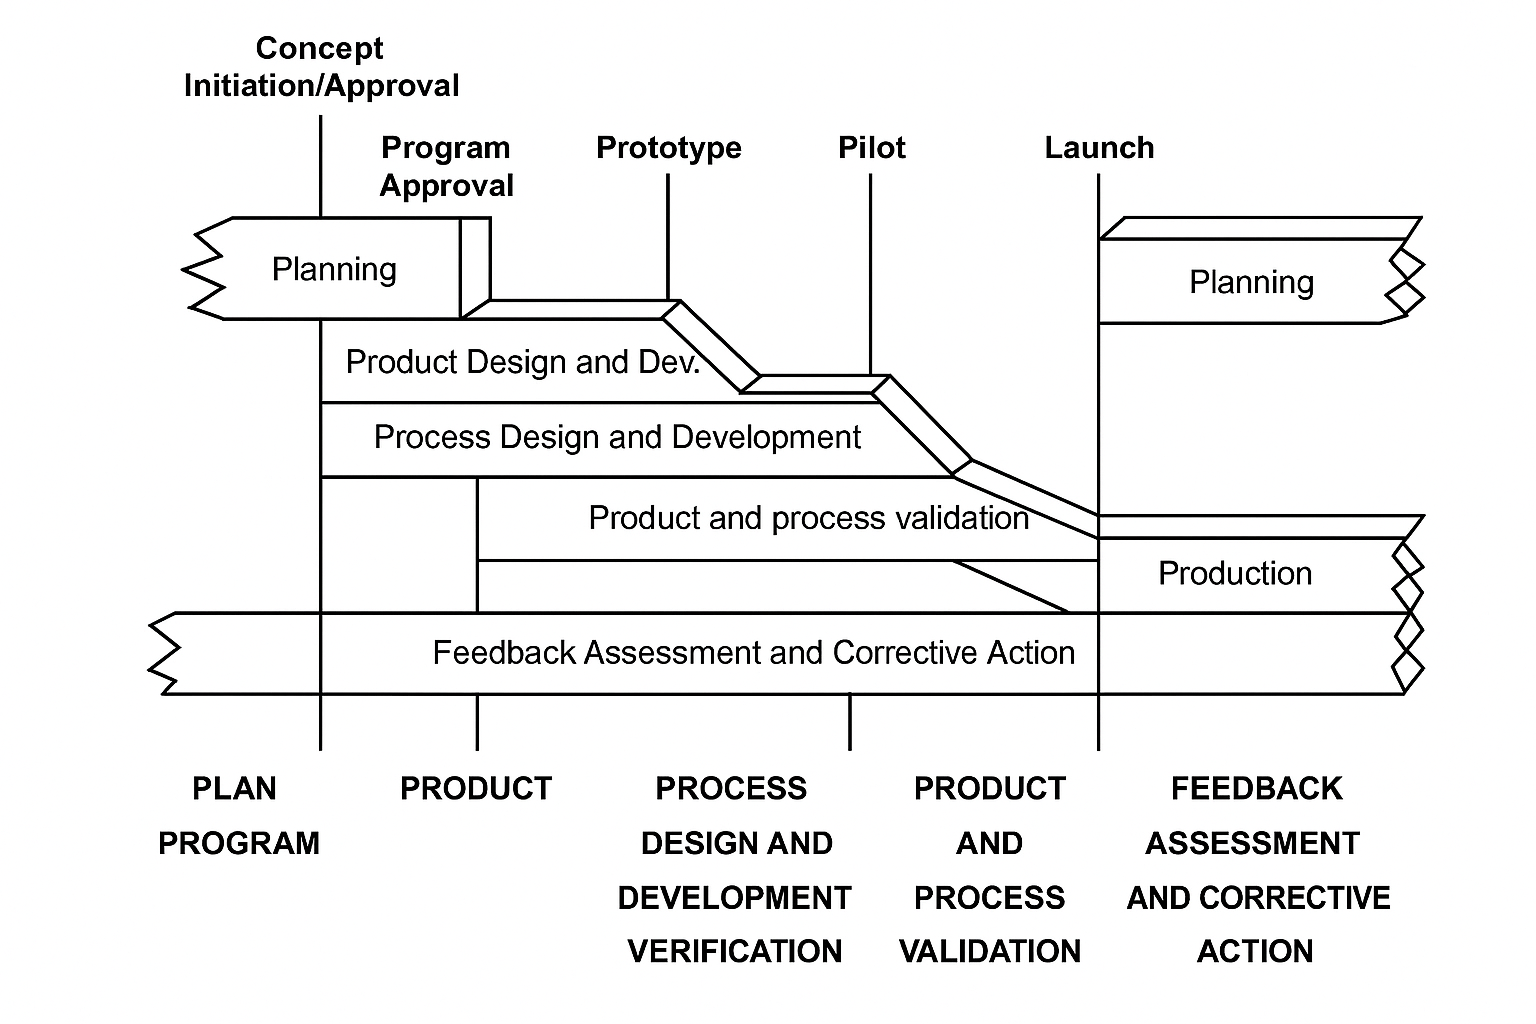 Concept
Initiation/Approval
Program
Approval
Prototype
Pilot
Launch
Planning
Planning
Product Design and Dev.
Process Design and Development
Product and process validation
Production
Feedback Assessment and Corrective Action
PLAN
PROGRAM
PRODUCT
PROCESS
DESIGN AND
DEVELOPMENT
VERIFICATION
PRODUCT
AND
PROCESS
VALIDATION
FEEDBACK
ASSESSMENT
AND CORRECTIVE
ACTION